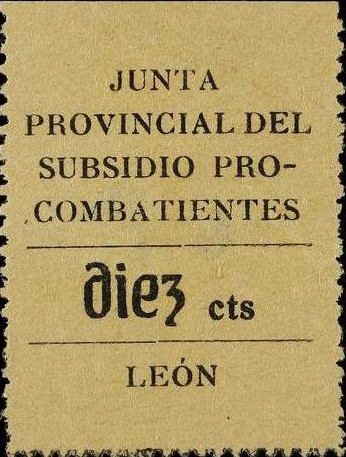 JUNTA
PROVINCIAL DEL
SUBSIDIO PRO-
COMBATIENTES
diez cts
LEÓN